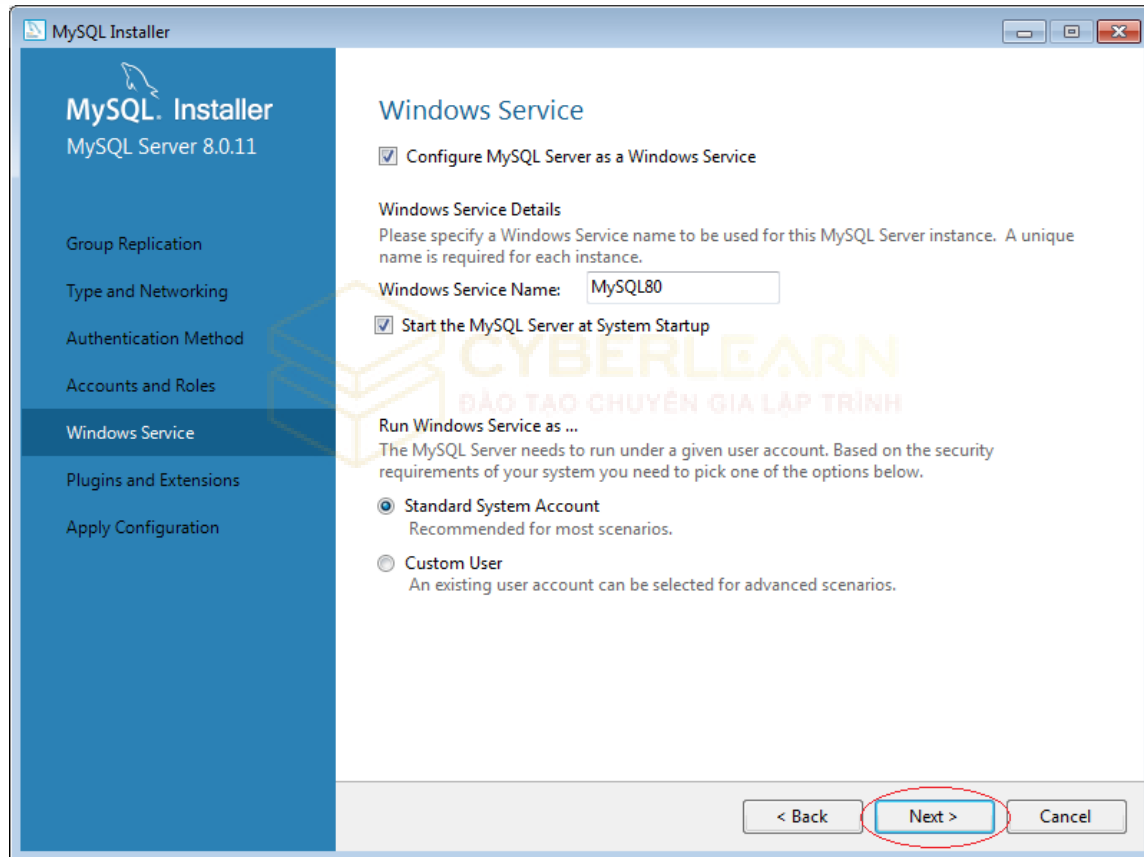 MySQL Installer
MySQL. Installer
MySQL Server 8.0.11
Group Replication
Type and Networking
Authentication Method
Accounts and Roles
Windows Service
Plugins and Extensions
Apply Configuration
Windows Service
Configure MySQL Server as a Windows Service
Windows Service Details
Please specify a Windows Service name to be used for this MySQL Server instance. A unique
name is required for each instance.
Windows Service Name: MySQL80
Start the MySQL Server at System Startup
CYBERLEARN
ĐÀO TẠO CHUYÊN GIA LẬP TRÌNH
Run Windows Service as ...
The MySQL Server needs to run under a given user account. Based on the security
requirements of your system you need to pick one of the options below.
Standard System Account
Recommended for most scenarios.
Custom User
An existing user account can be selected for advanced scenarios.
< Back Next > Cancel